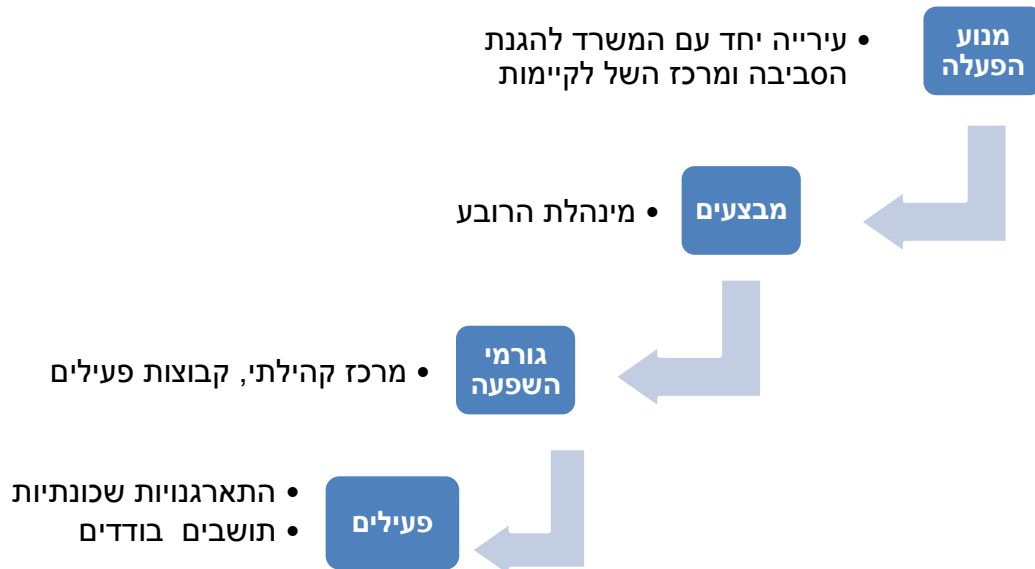 מנוע
הפעלה
• עירייה יחד עם המשרד להגנת
הסביבה ומרכז השל לקיימות
מבצעים
• מינהלת הרובע
גורמי
השפעה
• מרכז קהילתי, קבוצות פעילים
פעילים
• התארגנויות שכונתיות
• תושבים בודדים